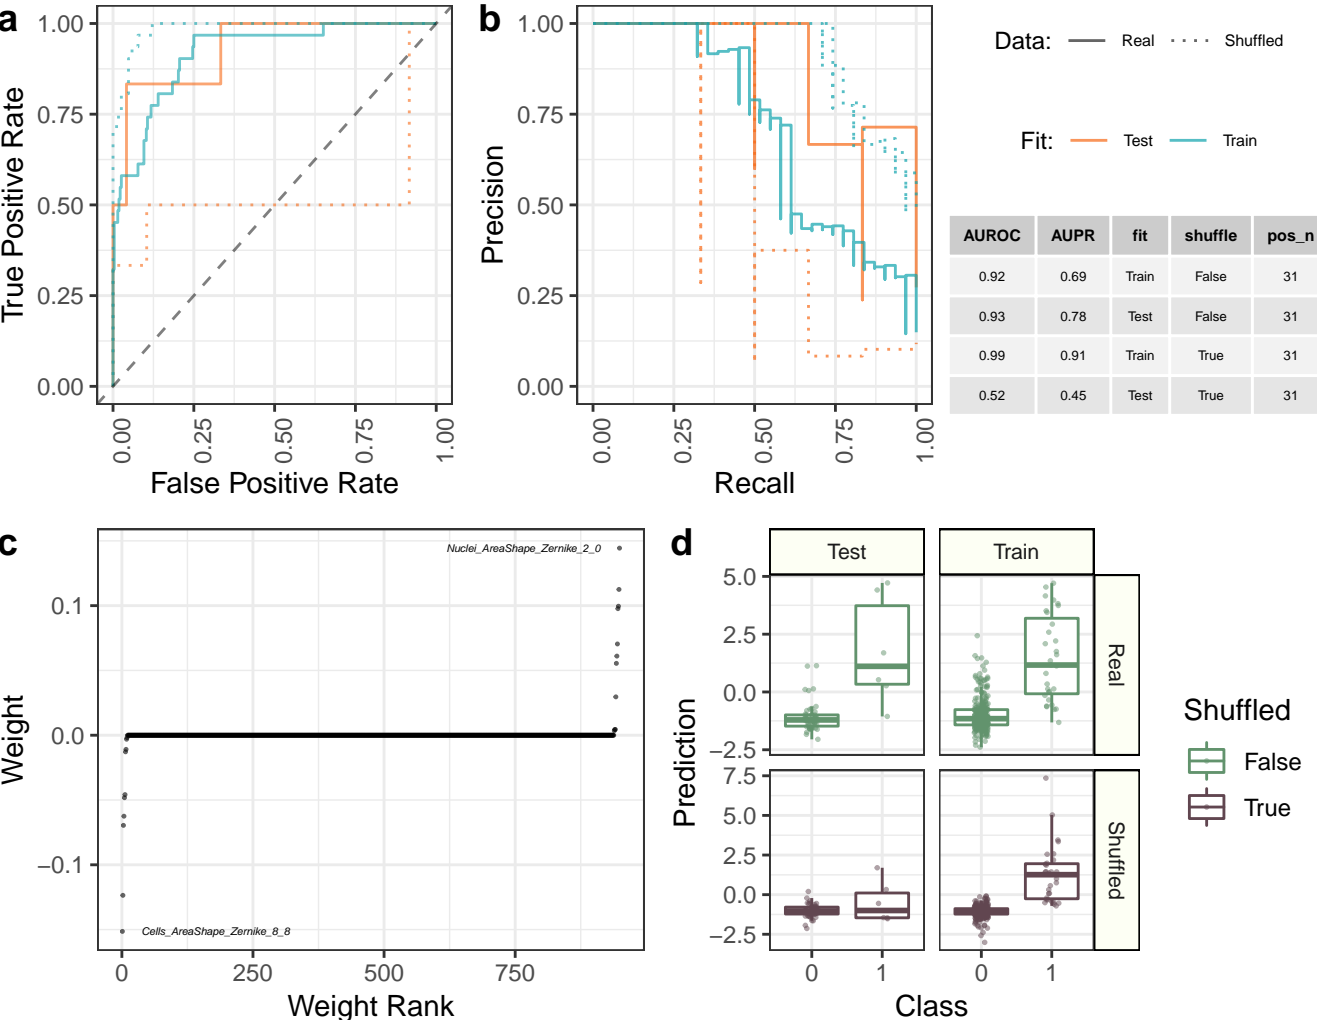 a
1.00
0.75
0.50
0.25
0.00
True Positive Rate
0.00
0.25
0.50
0.75
1.00
False Positive Rate
b
1.00
0.75
0.50
0.25
0.00
Precision
0.00
0.25
0.50
0.75
1.00
Recall
Data: Real Shuffled
Fit: Test Train
AUROC AUPR fit shuffle pos_n
0.92 0.69 Train False 31
0.93 0.78 Test False 31
0.99 0.91 Train True 31
0.52 0.45 Test True 31
c
Nuclei_AreaShape_Zernike_2_0
0.1
0.0
−0.1
Weight
Cells_AreaShape_Zernike_8_8
0 250 500 750
Weight Rank
d
Test Train
5.0
2.5
0.0
−2.5
Real
7.5
5.0
2.5
0.0
−2.5
Shuffled
Prediction
0 1 0 1
Class
Shuffled
False
True